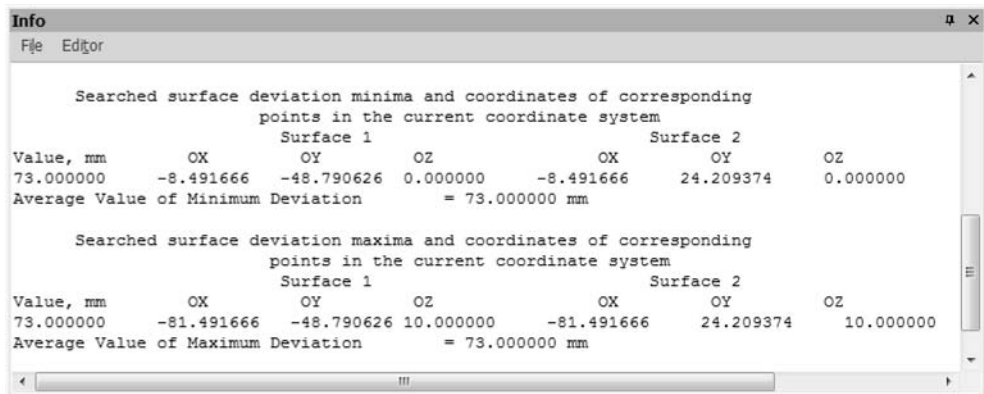 Info
File Editor
Searched surface deviation minima and coordinates of corresponding
points in the current coordinate system
Surface 1 Surface 2
Value, mm OX OY OZ OX OY OZ
73.000000 -8.491666 -48.790626 0.000000 -8.491666 24.209374 0.000000
Average Value of Minimum Deviation = 73.000000 mm
Searched surface deviation maxima and coordinates of corresponding
points in the current coordinate system
Surface 1 Surface 2
Value, mm OX OY OZ OX OY OZ
73.000000 -81.491666 -48.790626 10.000000 -81.491666 24.209374 10.000000
Average Value of Maximum Deviation = 73.000000 mm